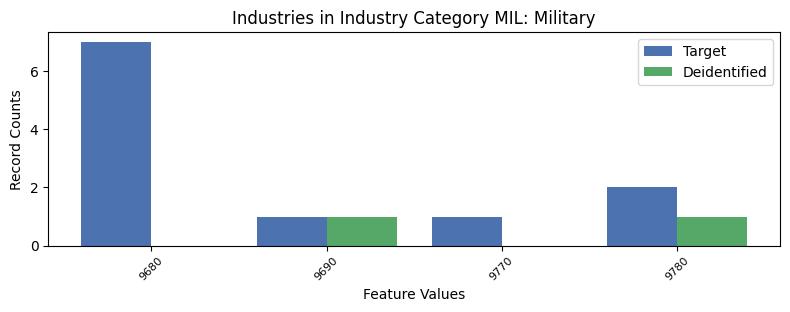 Industries in Industry Category MIL: Military
Target
Deidentified
Record Counts
6
4
2
0
9680
9690
9770
9780
Feature Values